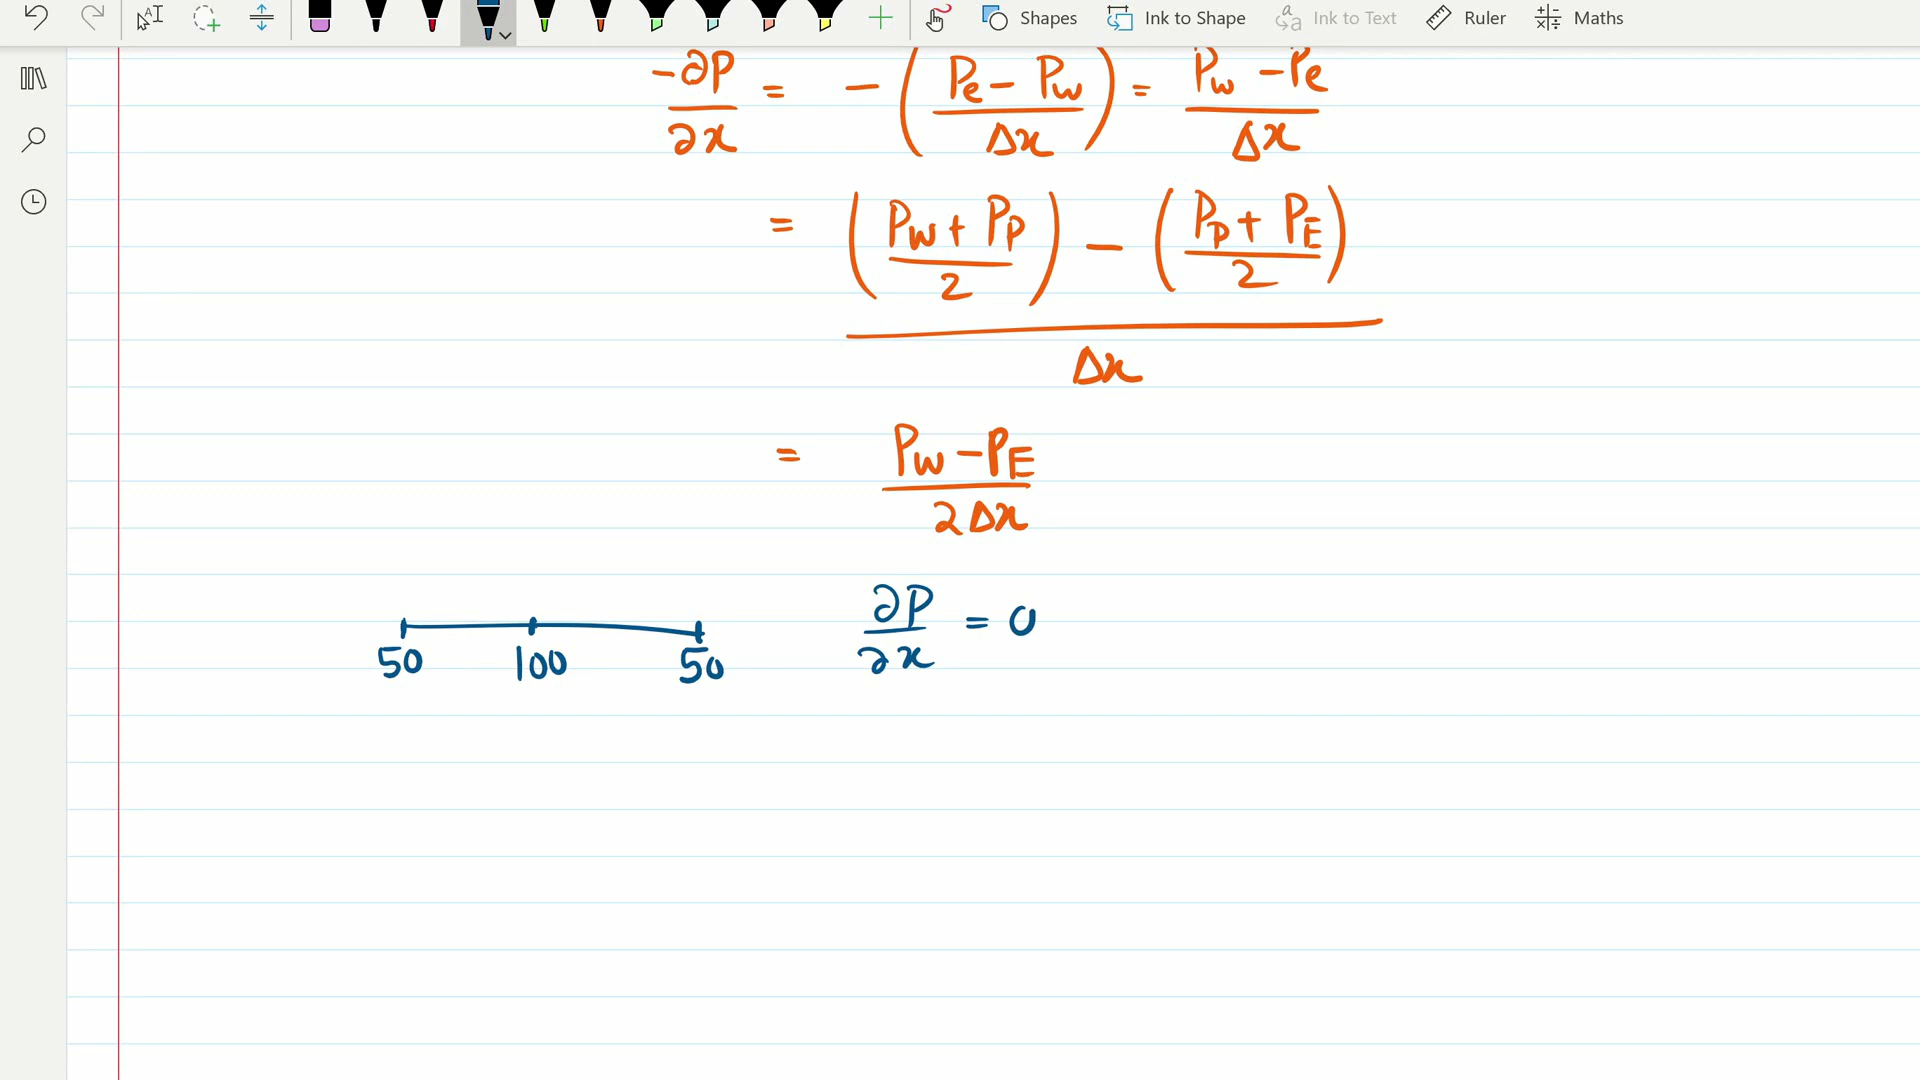 Shapes Ink to Shape Ink to Text Ruler Maths
-∂P/∂x = -(Pe - Pw / Δx) = Pw - Pe / Δx
= ((PW + PP)/2) - ((PP + PE)/2) / Δx
= PW - PE / 2Δx
∂P/∂x = 0
50 100 50